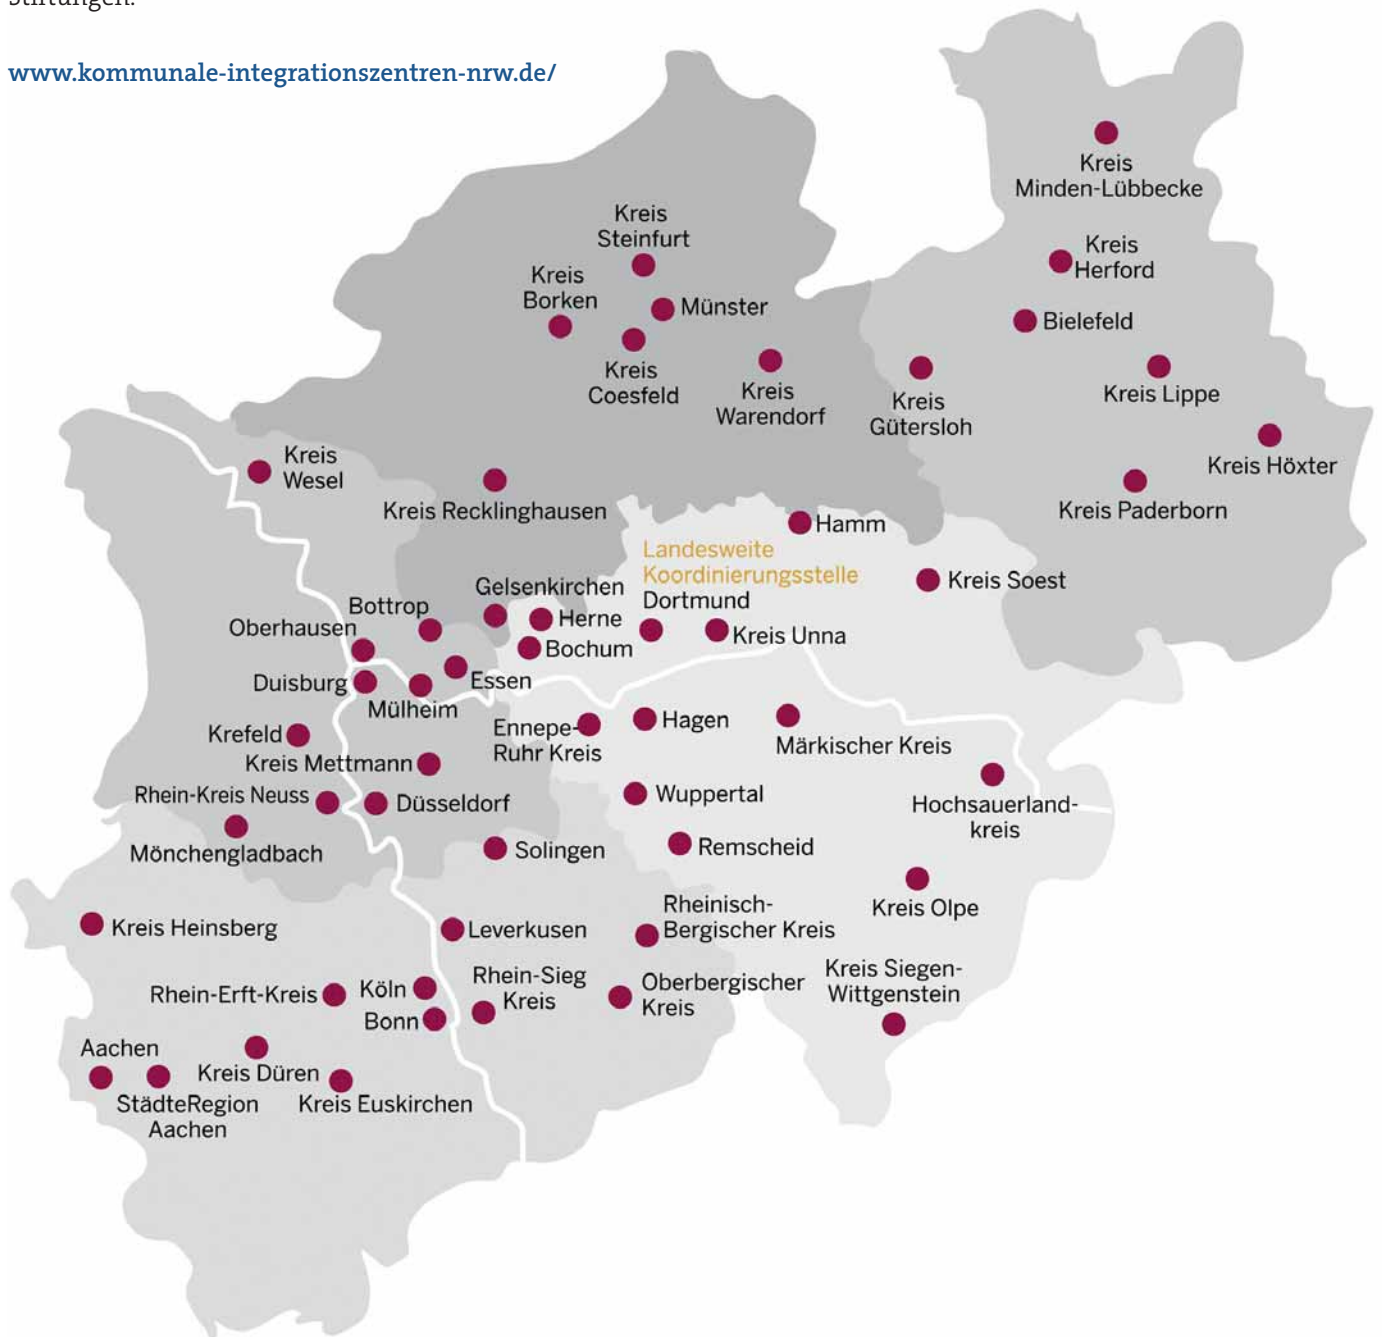 Stiftungen.
www.kommunale-integrationszentren-nrw.de/
Kreis
Minden-Lübbecke
Kreis
Steinfurt
Kreis
Herford
Kreis
Borken
Münster
Bielefeld
Kreis
Coesfeld
Kreis
Warendorf
Kreis
Gütersloh
Kreis Lippe
Kreis Höxter
Kreis
Wesel
Kreis Recklinghausen
Kreis Paderborn
Hamm
Landesweite
Koordinierungsstelle
Dortmund
Kreis Soest
Gelsenkirchen
Bottrop
Herne
Oberhausen
Kreis Unna
Bochum
Duisburg
Essen
Mülheim
Krefeld
Ennepe-
Ruhr Kreis
Hagen
Märkischer Kreis
Kreis Mettmann
Rhein-Kreis Neuss
Düsseldorf
Wuppertal
Hochsauerland-
kreis
Mönchengladbach
Solingen
Remscheid
Kreis Heinsberg
Leverkusen
Rheinisch-
Bergischer Kreis
Kreis Olpe
Rhein-Erft-Kreis
Köln
Bonn
Rhein-Sieg
Kreis
Oberbergischer
Kreis
Kreis Siegen-
Wittgenstein
Aachen
Kreis Düren
StädteRegion
Aachen
Kreis Euskirchen